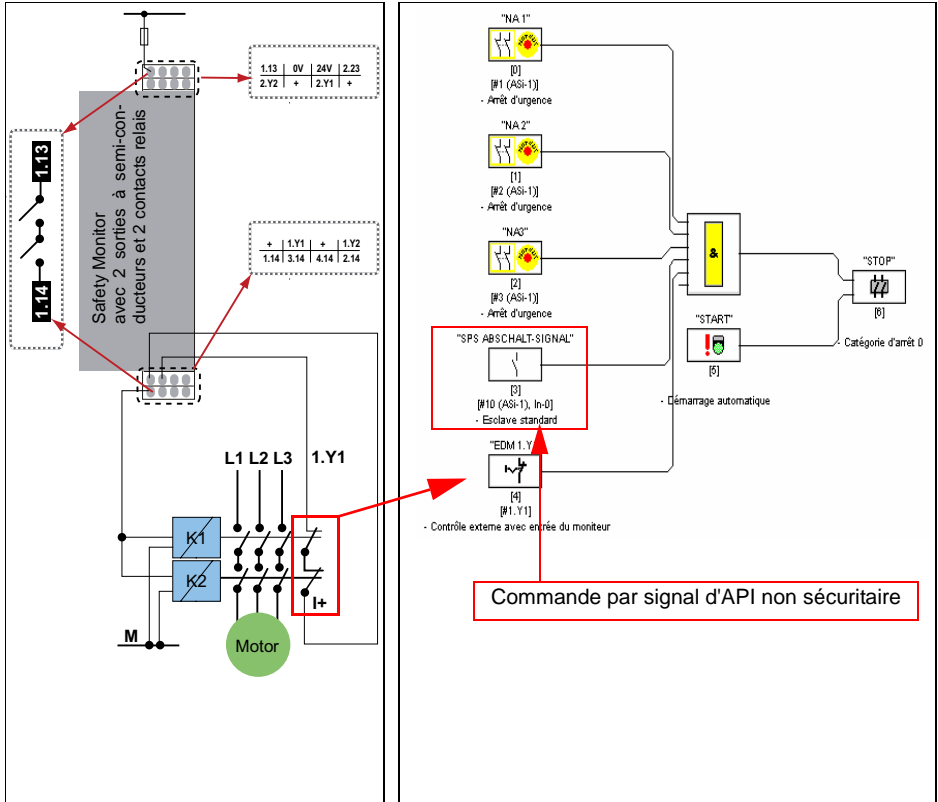 1.13 | 0V | 24V | 2.23
2.Y2 | + | 2.Y1 | +
1.13
1.14
Safety Monitor
avec 2 sorties à semi-con-
ducteurs et 2 contacts relais
+ | 1.Y1 | + | 1.Y2
1.14 | 3.14 | 4.14 | 2.14
L1 L2 L3
1.Y1
K1
K2
I+
M
Motor
"NA 1"
[0]
[#1 (ASi-1)]
- Arrêt d'urgence
"NA 2"
[1]
[#2 (ASi-1)]
- Arrêt d'urgence
"NA3"
[2]
[#3 (ASi-1)]
- Arrêt d'urgence
&
"STOP"
[6]
- Catégorie d'arrêt 0
"START"
[5]
- Démarrage automatique
"SPS ABSCHALT-SIGNAL"
[3]
[#10 (ASi-1), In-0]
- Esclave standard
"EDM 1.Y
[4]
[#1.Y1]
- Contrôle externe avec entrée du moniteur
Commande par signal d'API non sécuritaire